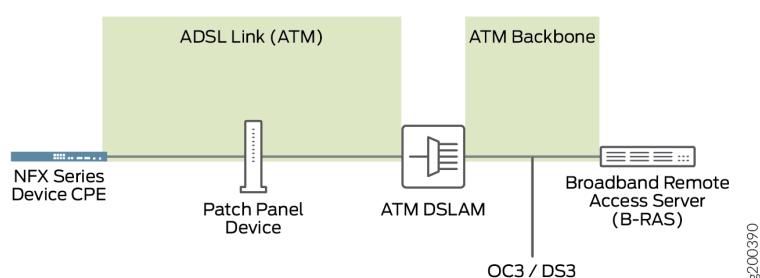 ADSL Link (ATM)
ATM Backbone
NFX Series
Device CPE
Patch Panel
Device
ATM DSLAM
Broadband Remote
Access Server
(B-RAS)
OC3 / DS3
g200390